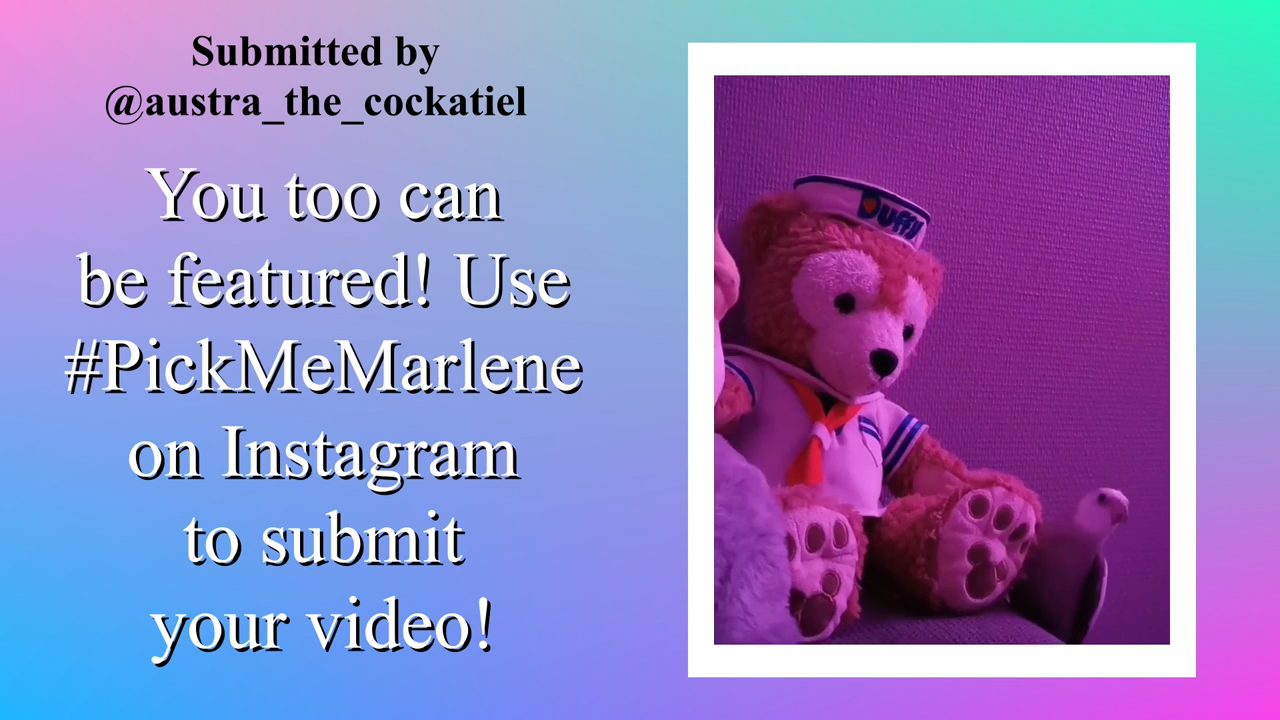 Submitted by
@austra_the_cockatiel
You too can
be featured! Use
#PickMeMarlene
on Instagram
to submit
your video!
Duffy